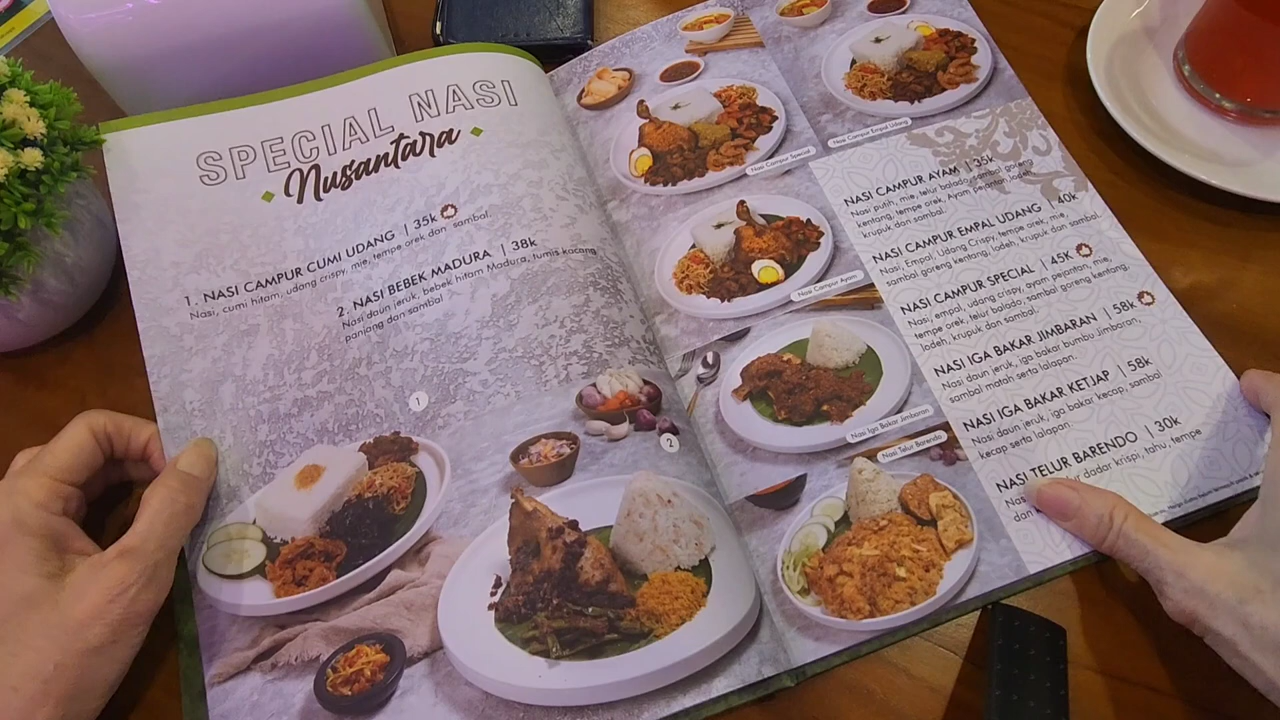 SPECIAL NASI
Nusantara
1. NASI CAMPUR CUMI UDANG | 35k
Nasi, cumi hitam, udang crispy, mie, tempe orek dan sambal.
2. NASI BEBEK MADURA | 38k
Nasi daun jeruk, bebek hitam Madura, tumis kacang
panjang dan sambal
1
2
Nasi Campur Special
Nasi Campur Empal Udang
Nasi Campur Ayam
Nasi Iga Bakar Jimbaran
Nasi Telur Barendo
NASI CAMPUR AYAM | 35k
Nasi putih, mie, telur balado, sambal goreng
kentang, tempe orek, Ayam pejantan lodeh,
krupuk dan sambal.
NASI CAMPUR EMPAL UDANG | 40k
Nasi, Empal, Udang Crispy, tempe orek, mie,
sambal goreng kentang, lodeh, krupuk dan sambal.
NASI CAMPUR SPECIAL | 45K
Nasi, empal, udang crispy, ayam pejantan, mie,
tempe orek, telur balado, sambal goreng kentang,
lodeh, krupuk dan sambal.
NASI IGA BAKAR JIMBARAN | 58k
Nasi daun jeruk, iga bakar bumbu Jimbaran,
sambal matah serta lalapan.
NASI IGA BAKAR KETJAP | 58k
Nasi daun jeruk, iga bakar kecap, sambal
kecap serta lalapan.
NASI TELUR BARENDO | 30k
dadar krispi, tahu, tempe
dan